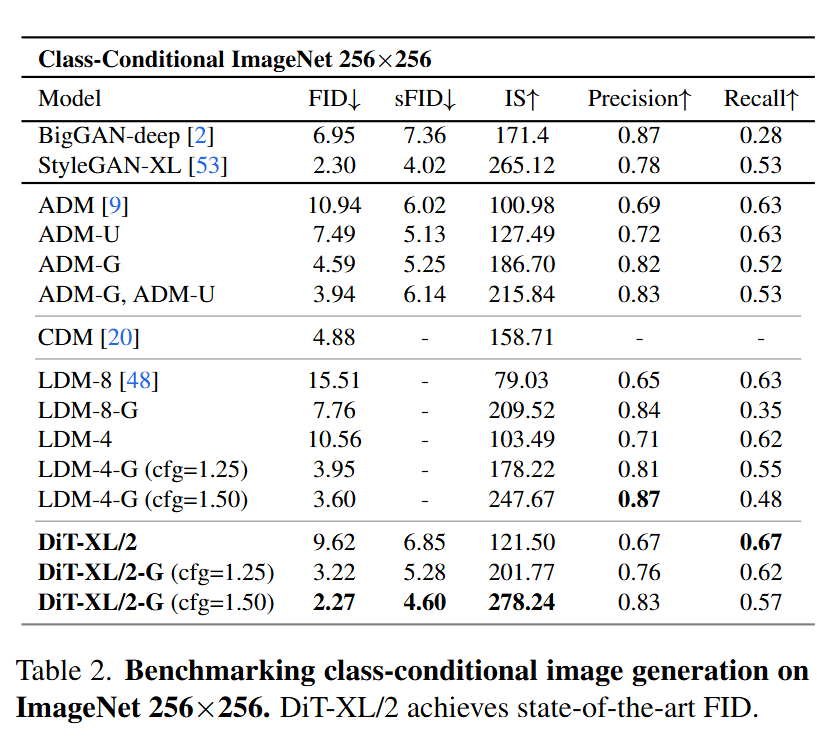 Class-Conditional ImageNet 256×256
Model FID↓ sFID↓ IS↑ Precision↑ Recall↑
BigGAN-deep [2] 6.95 7.36 171.4 0.87 0.28
StyleGAN-XL [53] 2.30 4.02 265.12 0.78 0.53
ADM [9] 10.94 6.02 100.98 0.69 0.63
ADM-U 7.49 5.13 127.49 0.72 0.63
ADM-G 4.59 5.25 186.70 0.82 0.52
ADM-G, ADM-U 3.94 6.14 215.84 0.83 0.53
CDM [20] 4.88 - 158.71 - -
LDM-8 [48] 15.51 - 79.03 0.65 0.63
LDM-8-G 7.76 - 209.52 0.84 0.35
LDM-4 10.56 - 103.49 0.71 0.62
LDM-4-G (cfg=1.25) 3.95 - 178.22 0.81 0.55
LDM-4-G (cfg=1.50) 3.60 - 247.67 0.87 0.48
DiT-XL/2 9.62 6.85 121.50 0.67 0.67
DiT-XL/2-G (cfg=1.25) 3.22 5.28 201.77 0.76 0.62
DiT-XL/2-G (cfg=1.50) 2.27 4.60 278.24 0.83 0.57
Table 2. Benchmarking class-conditional image generation on
ImageNet 256×256. DiT-XL/2 achieves state-of-the-art FID.